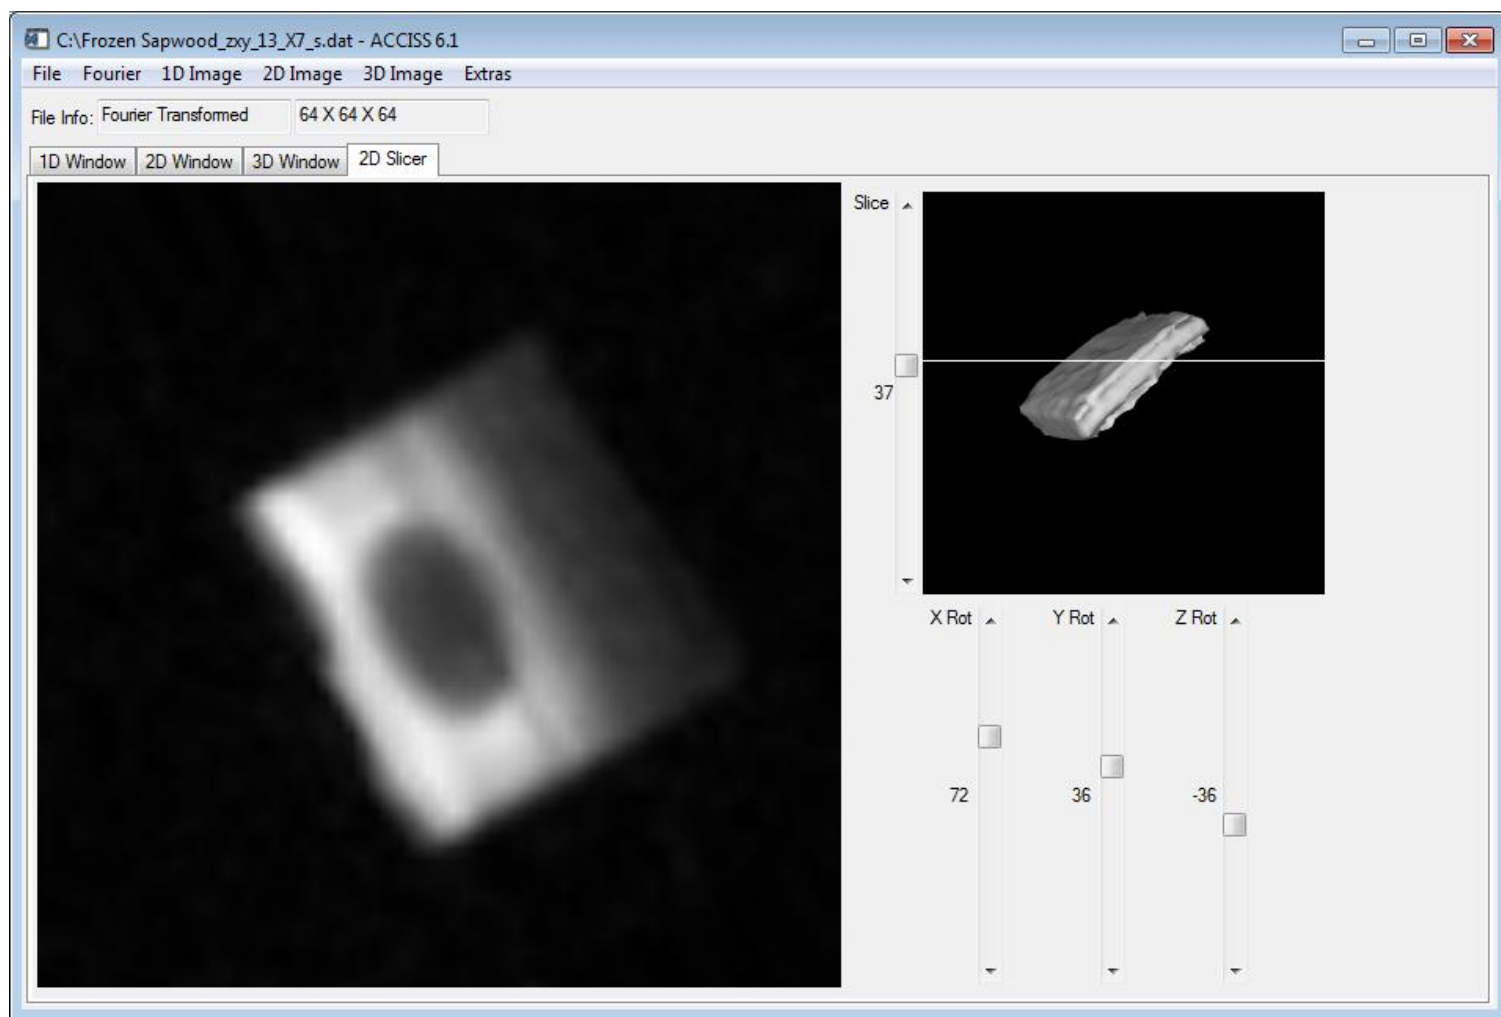 C:\Frozen Sapwood_zxy_13_X7_s.dat - ACCISS 6.1
File Fourier 1D Image 2D Image 3D Image Extras
File Info: Fourier Transformed 64 X 64 X 64
1D Window 2D Window 3D Window 2D Slicer
Slice
37
X Rot Y Rot Z Rot
72 36 -36